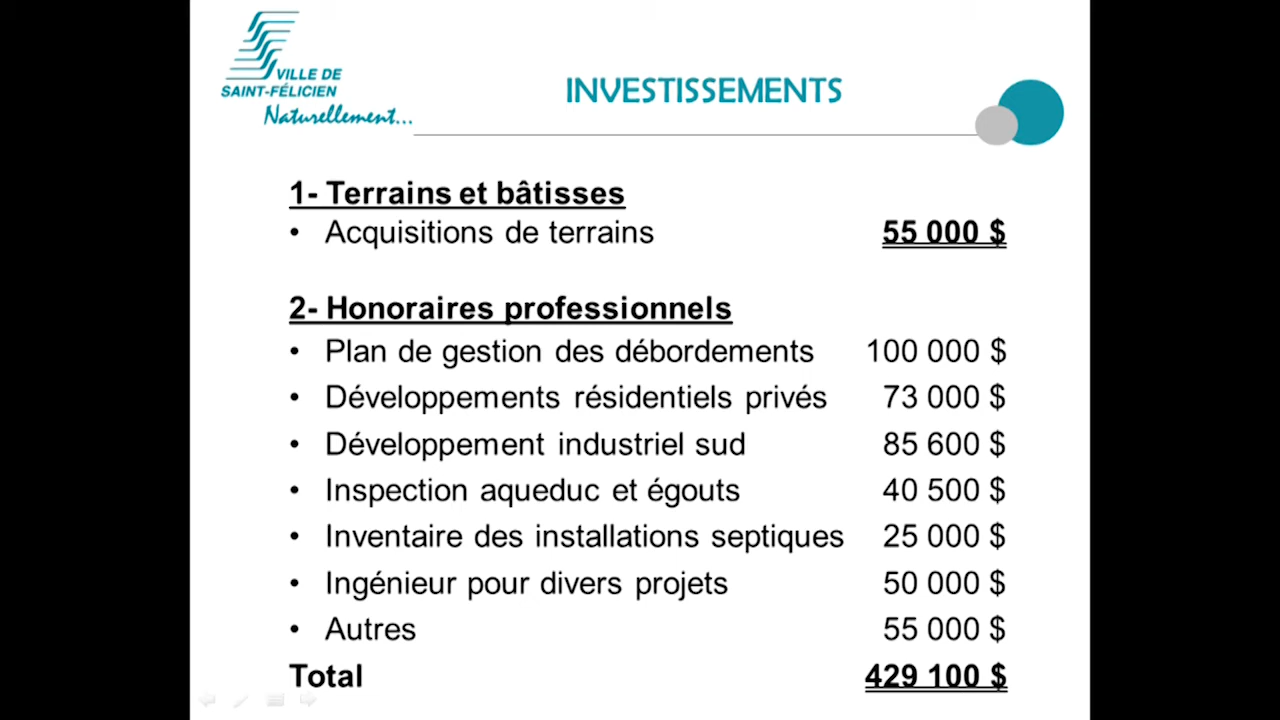 VILLE DE
SAINT-FÉLICIEN
Naturellement...
INVESTISSEMENTS
1- Terrains et bâtisses
• Acquisitions de terrains 55 000 $
2- Honoraires professionnels
• Plan de gestion des débordements 100 000 $
• Développements résidentiels privés 73 000 $
• Développement industriel sud 85 600 $
• Inspection aqueduc et égouts 40 500 $
• Inventaire des installations septiques 25 000 $
• Ingénieur pour divers projets 50 000 $
• Autres 55 000 $
Total 429 100 $